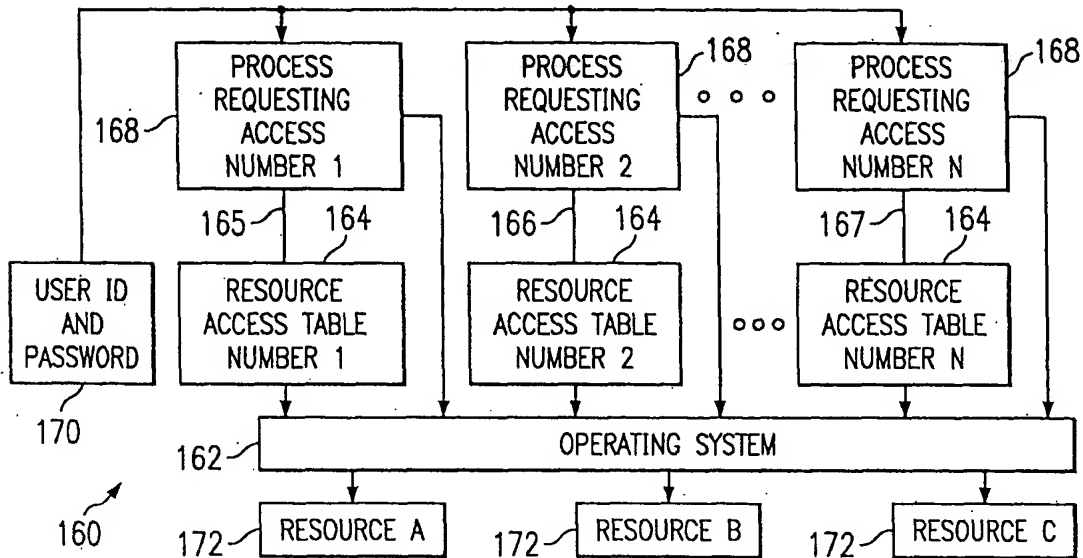 PROCESS
REQUESTING
ACCESS
NUMBER 1
168
PROCESS
REQUESTING
ACCESS
NUMBER 2
168
PROCESS
REQUESTING
ACCESS
NUMBER N
168
165
164
166
164
167
164
USER ID
AND
PASSWORD
170
RESOURCE
ACCESS TABLE
NUMBER 1
RESOURCE
ACCESS TABLE
NUMBER 2
RESOURCE
ACCESS TABLE
NUMBER N
162
OPERATING SYSTEM
160
172
RESOURCE A
172
RESOURCE B
172
RESOURCE C